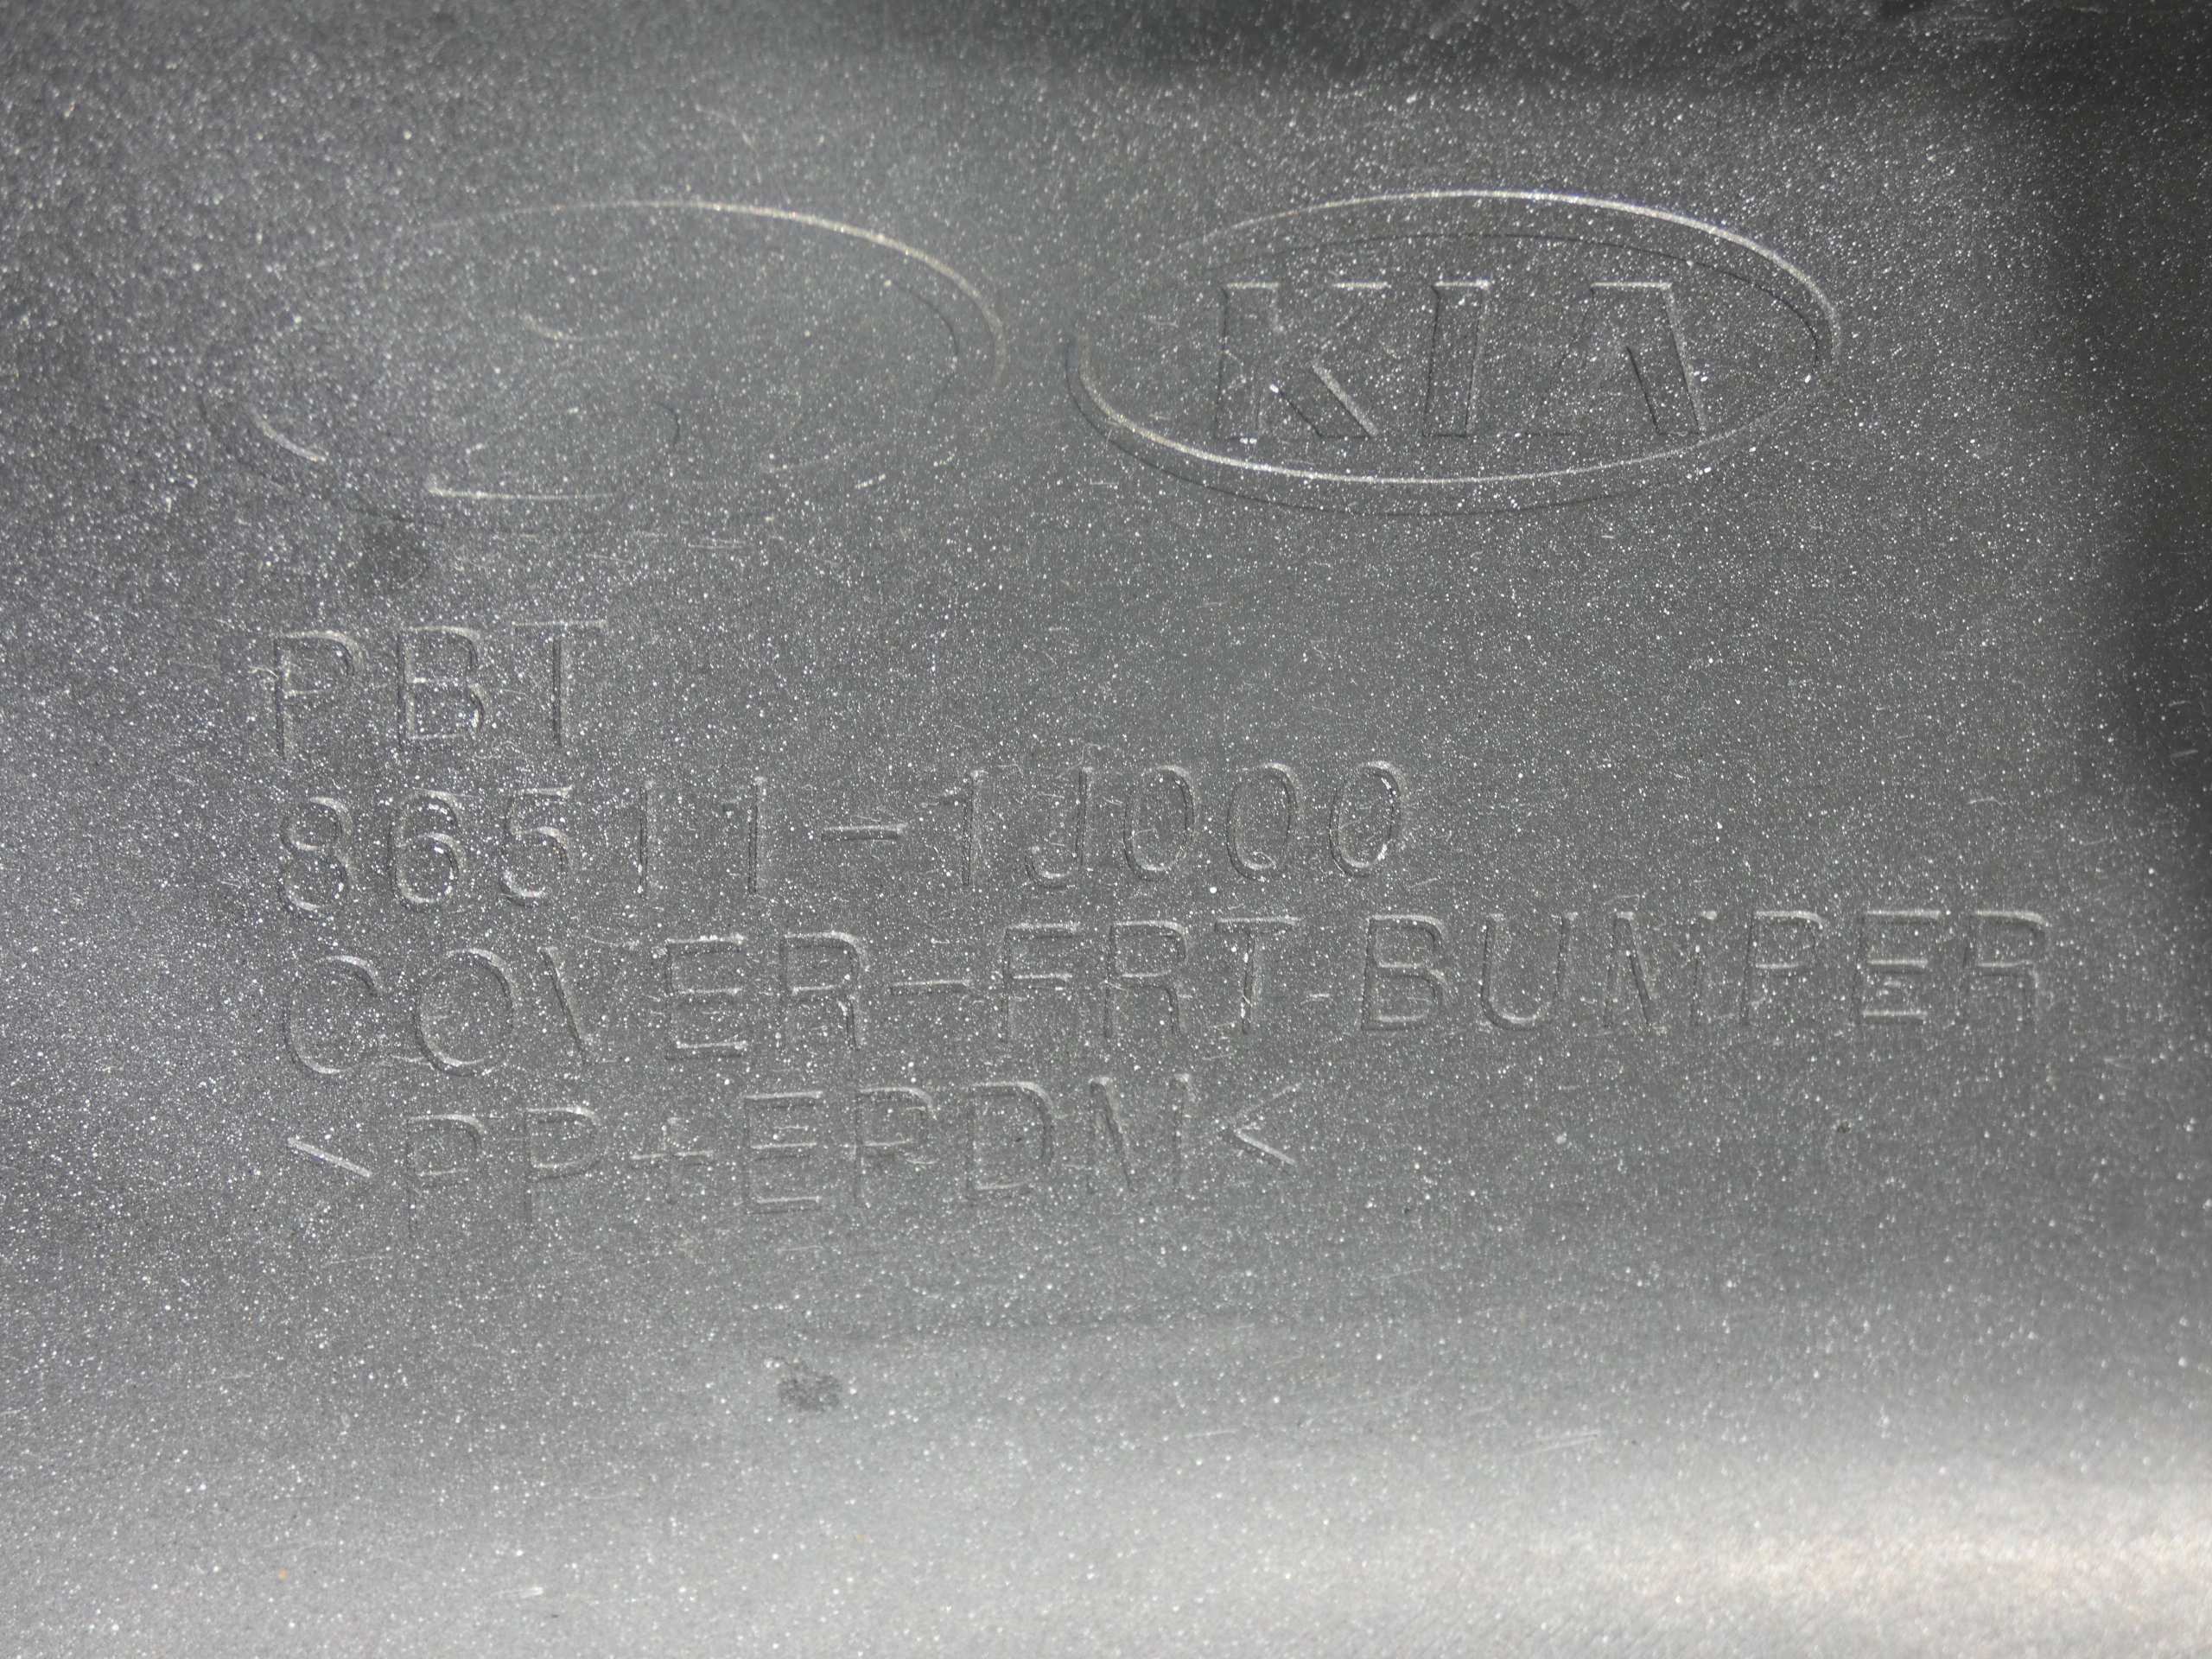 KIA
PBT
86511-1J000
COVER-FRT BUMPER
>PP+EPDM<